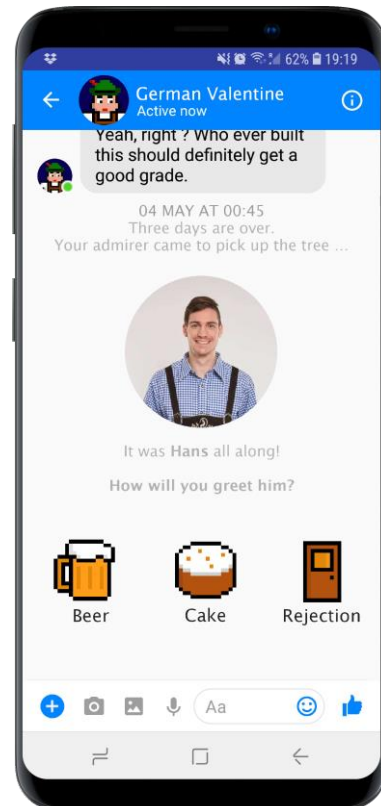 62% 19:19
German Valentine
Active now
Yeah, right ? Who ever built
this should definitely get a
good grade.
04 MAY AT 00:45
Three days are over.
Your admirer came to pick up the tree ...
It was Hans all along!
How will you greet him?
Beer Cake Rejection
Aa